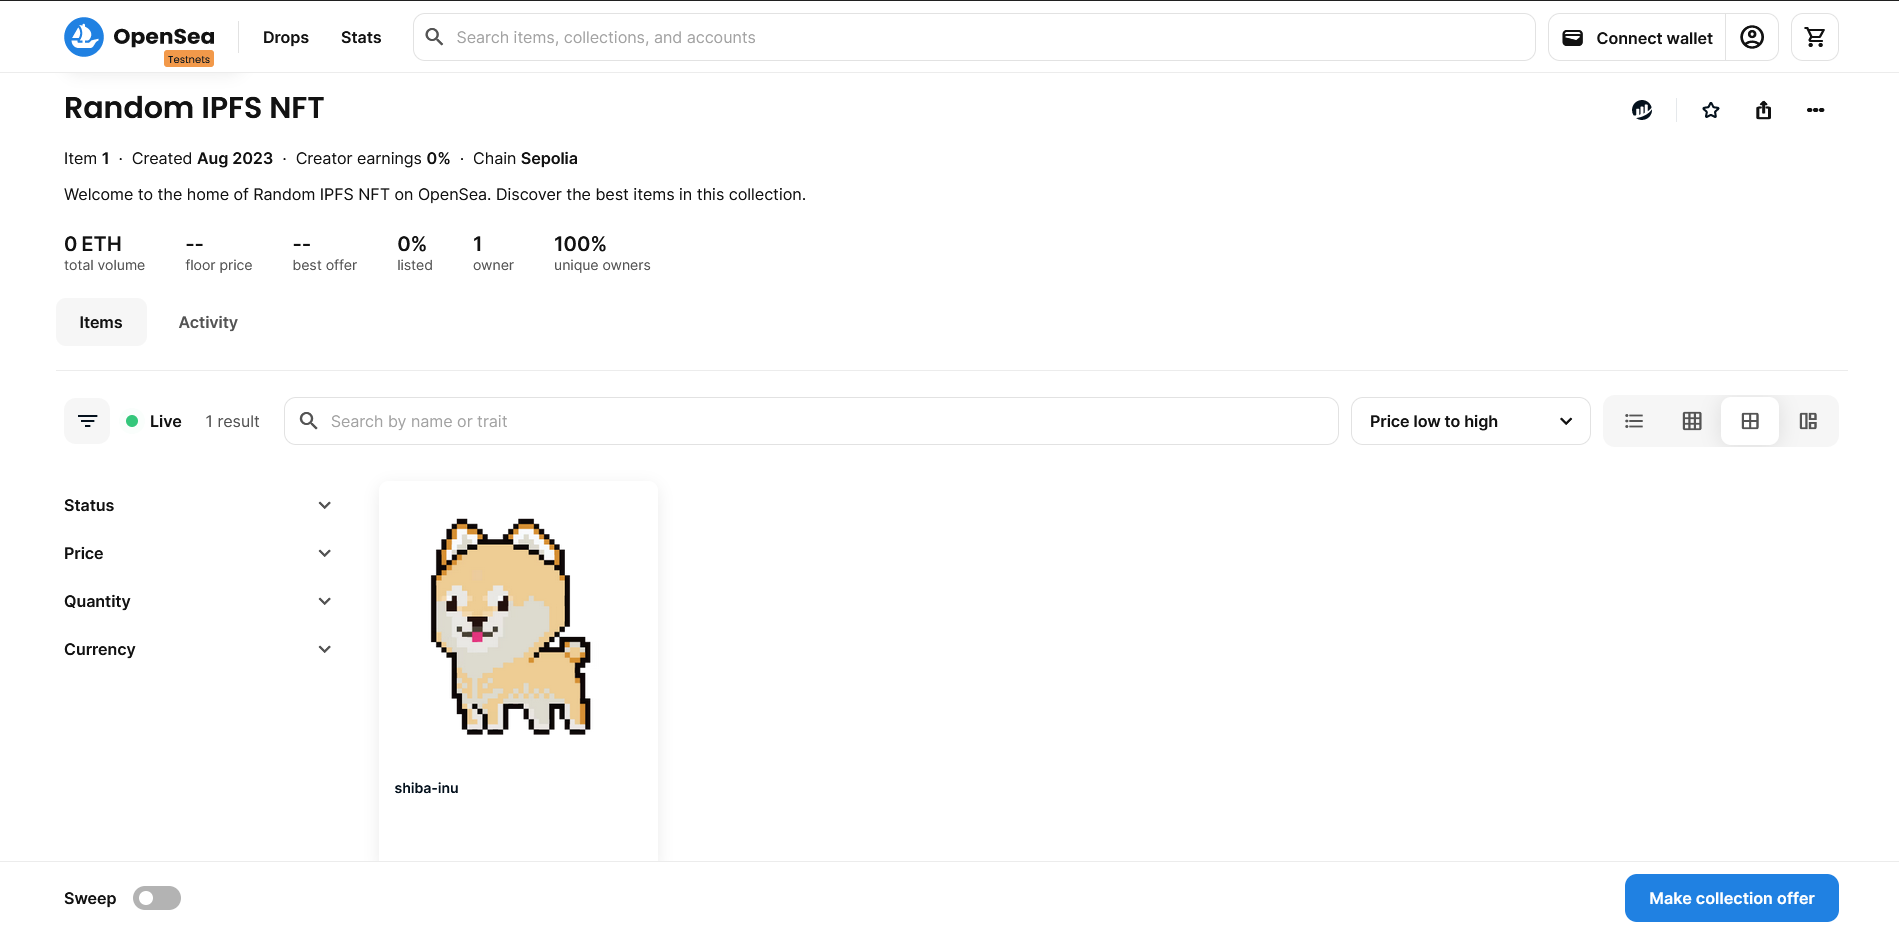 OpenSea
Testnets
Drops
Stats
Search items, collections, and accounts
Connect wallet
Random IPFS NFT
Item 1 · Created Aug 2023 · Creator earnings 0% · Chain Sepolia
Welcome to the home of Random IPFS NFT on OpenSea. Discover the best items in this collection.
0 ETH
total volume
--
floor price
--
best offer
0%
listed
1
owner
100%
unique owners
Items
Activity
Live
1 result
Search by name or trait
Price low to high
Status
Price
Quantity
Currency
shiba-inu
Sweep
Make collection offer